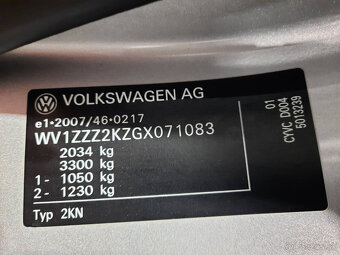 VOLKSWAGEN AG
e1*2007/46*0217
WV1ZZZ2KZGX071083
2034 kg
3300 kg
1- 1050 kg
2- 1230 kg
Typ 2KN
01
CYVC D004
5013239